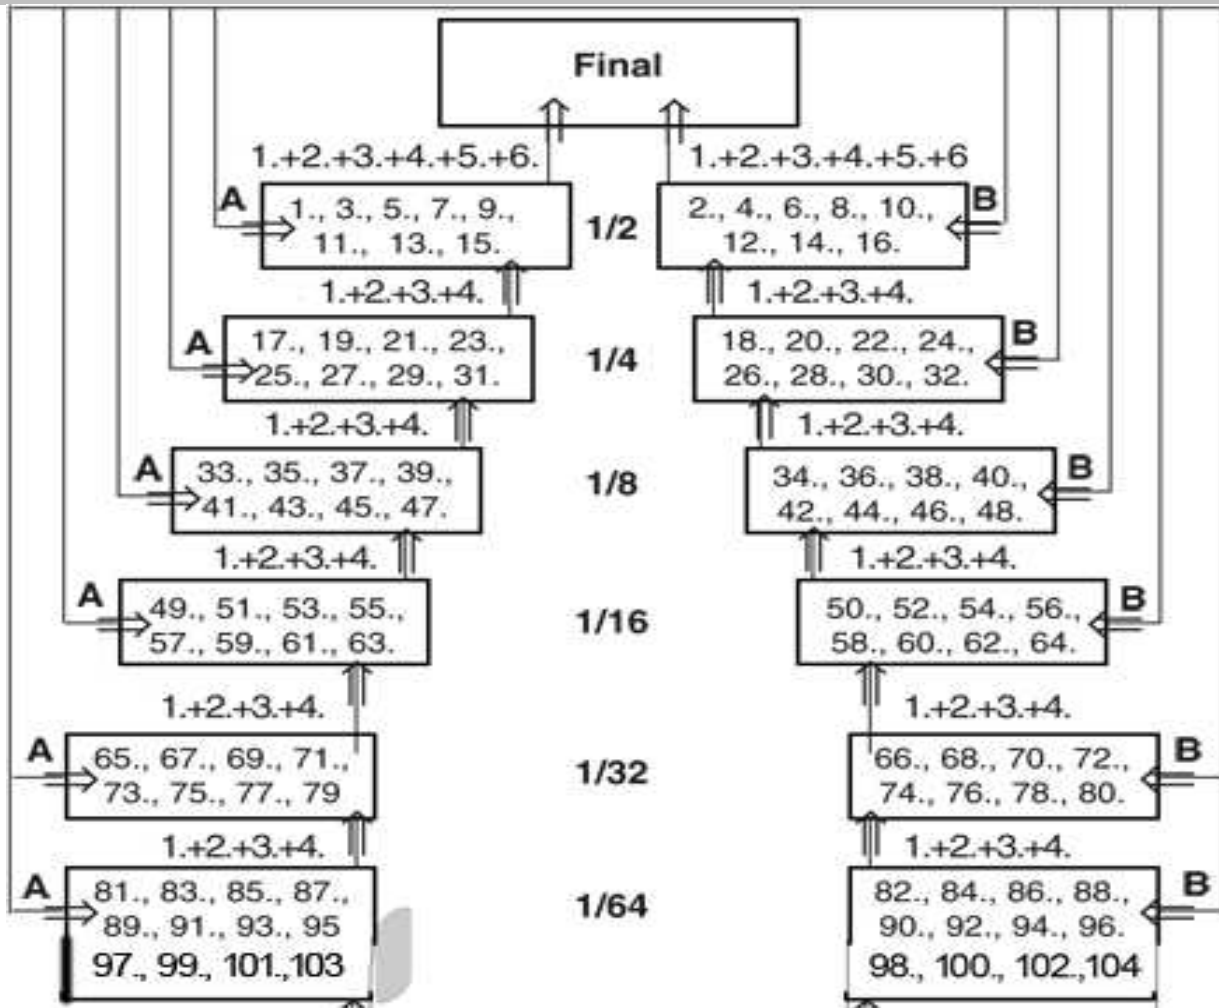 Final
1.+2.+3.+4.+5.+6.
1.+2.+3.+4.+5.+6
A
1., 3., 5., 7., 9.,
11., 13., 15.
1/2
2., 4., 6., 8., 10.,
12., 14., 16.
B
1.+2.+3.+4.
1.+2.+3.+4.
A
17., 19., 21., 23.,
25., 27., 29., 31.
1/4
18., 20., 22., 24.,
26., 28., 30., 32.
B
1.+2.+3.+4.
1.+2.+3.+4.
A
33., 35., 37., 39.,
41., 43., 45., 47.
1/8
34., 36., 38., 40.,
42., 44., 46., 48.
B
1.+2.+3.+4.
1.+2.+3.+4.
A
49., 51., 53., 55.,
57., 59., 61., 63.
1/16
50., 52., 54., 56.,
58., 60., 62., 64.
B
1.+2.+3.+4.
1.+2.+3.+4.
A
65., 67., 69., 71.,
73., 75., 77., 79
1/32
66., 68., 70., 72.,
74., 76., 78., 80.
B
1.+2.+3.+4.
1.+2.+3.+4.
A
81., 83., 85., 87.,
89., 91., 93., 95
97., 99., 101.,103
1/64
82., 84., 86., 88.,
90., 92., 94., 96.
98., 100., 102.,104
B